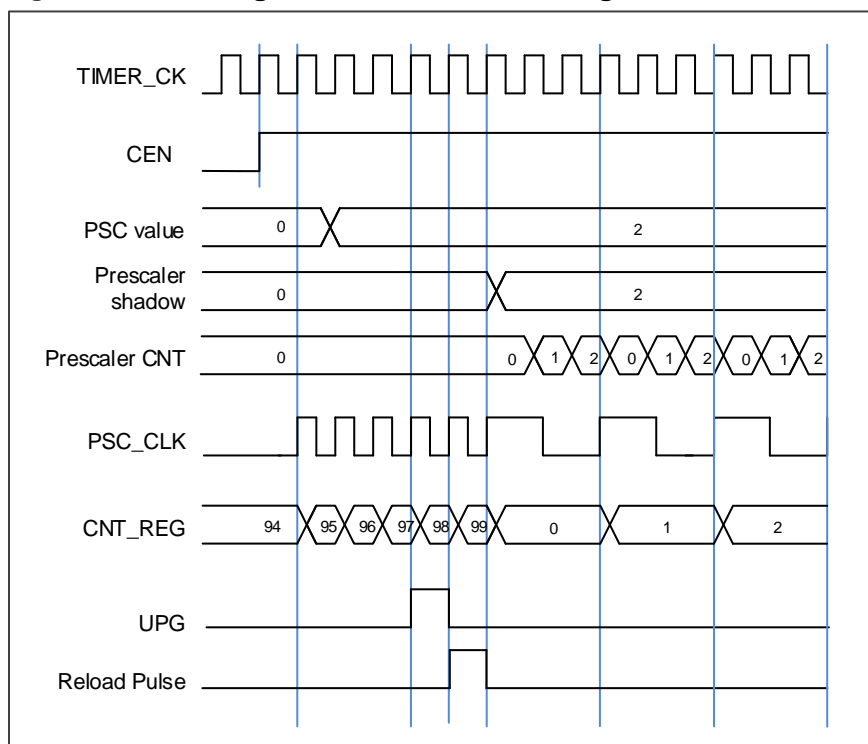 TIMER_CK
CEN
PSC value 0 2
Prescaler
shadow 0 2
Prescaler CNT 0 0 1 2 0 1 2 0 1 2
PSC_CLK
CNT_REG 94 95 96 97 98 99 0 1 2
UPG
Reload Pulse